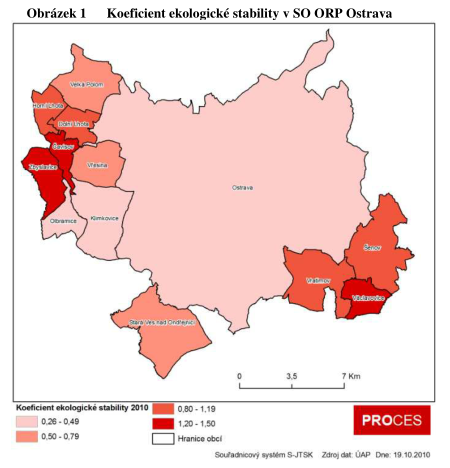 Obrázek 1 Koeficient ekologické stability v SO ORP Ostrava
Velká Polom
Horní Lhota
Dolní Lhota
Čavisov
Zbyslavice
Vřesina
Ostrava
Olbramice
Klimkovice
Šenov
Vratimov
Václavovice
Stará Ves nad Ondřejnicí
0 3,5 7 Km
Koeficient ekologické stability 2010
0,26 - 0,49
0,50 - 0,79
0,80 - 1,19
1,20 - 1,50
Hranice obcí
PROCES
Souřadnicový systém S-JTSK Zdroj dat: ÚAP Dne: 19.10.2010